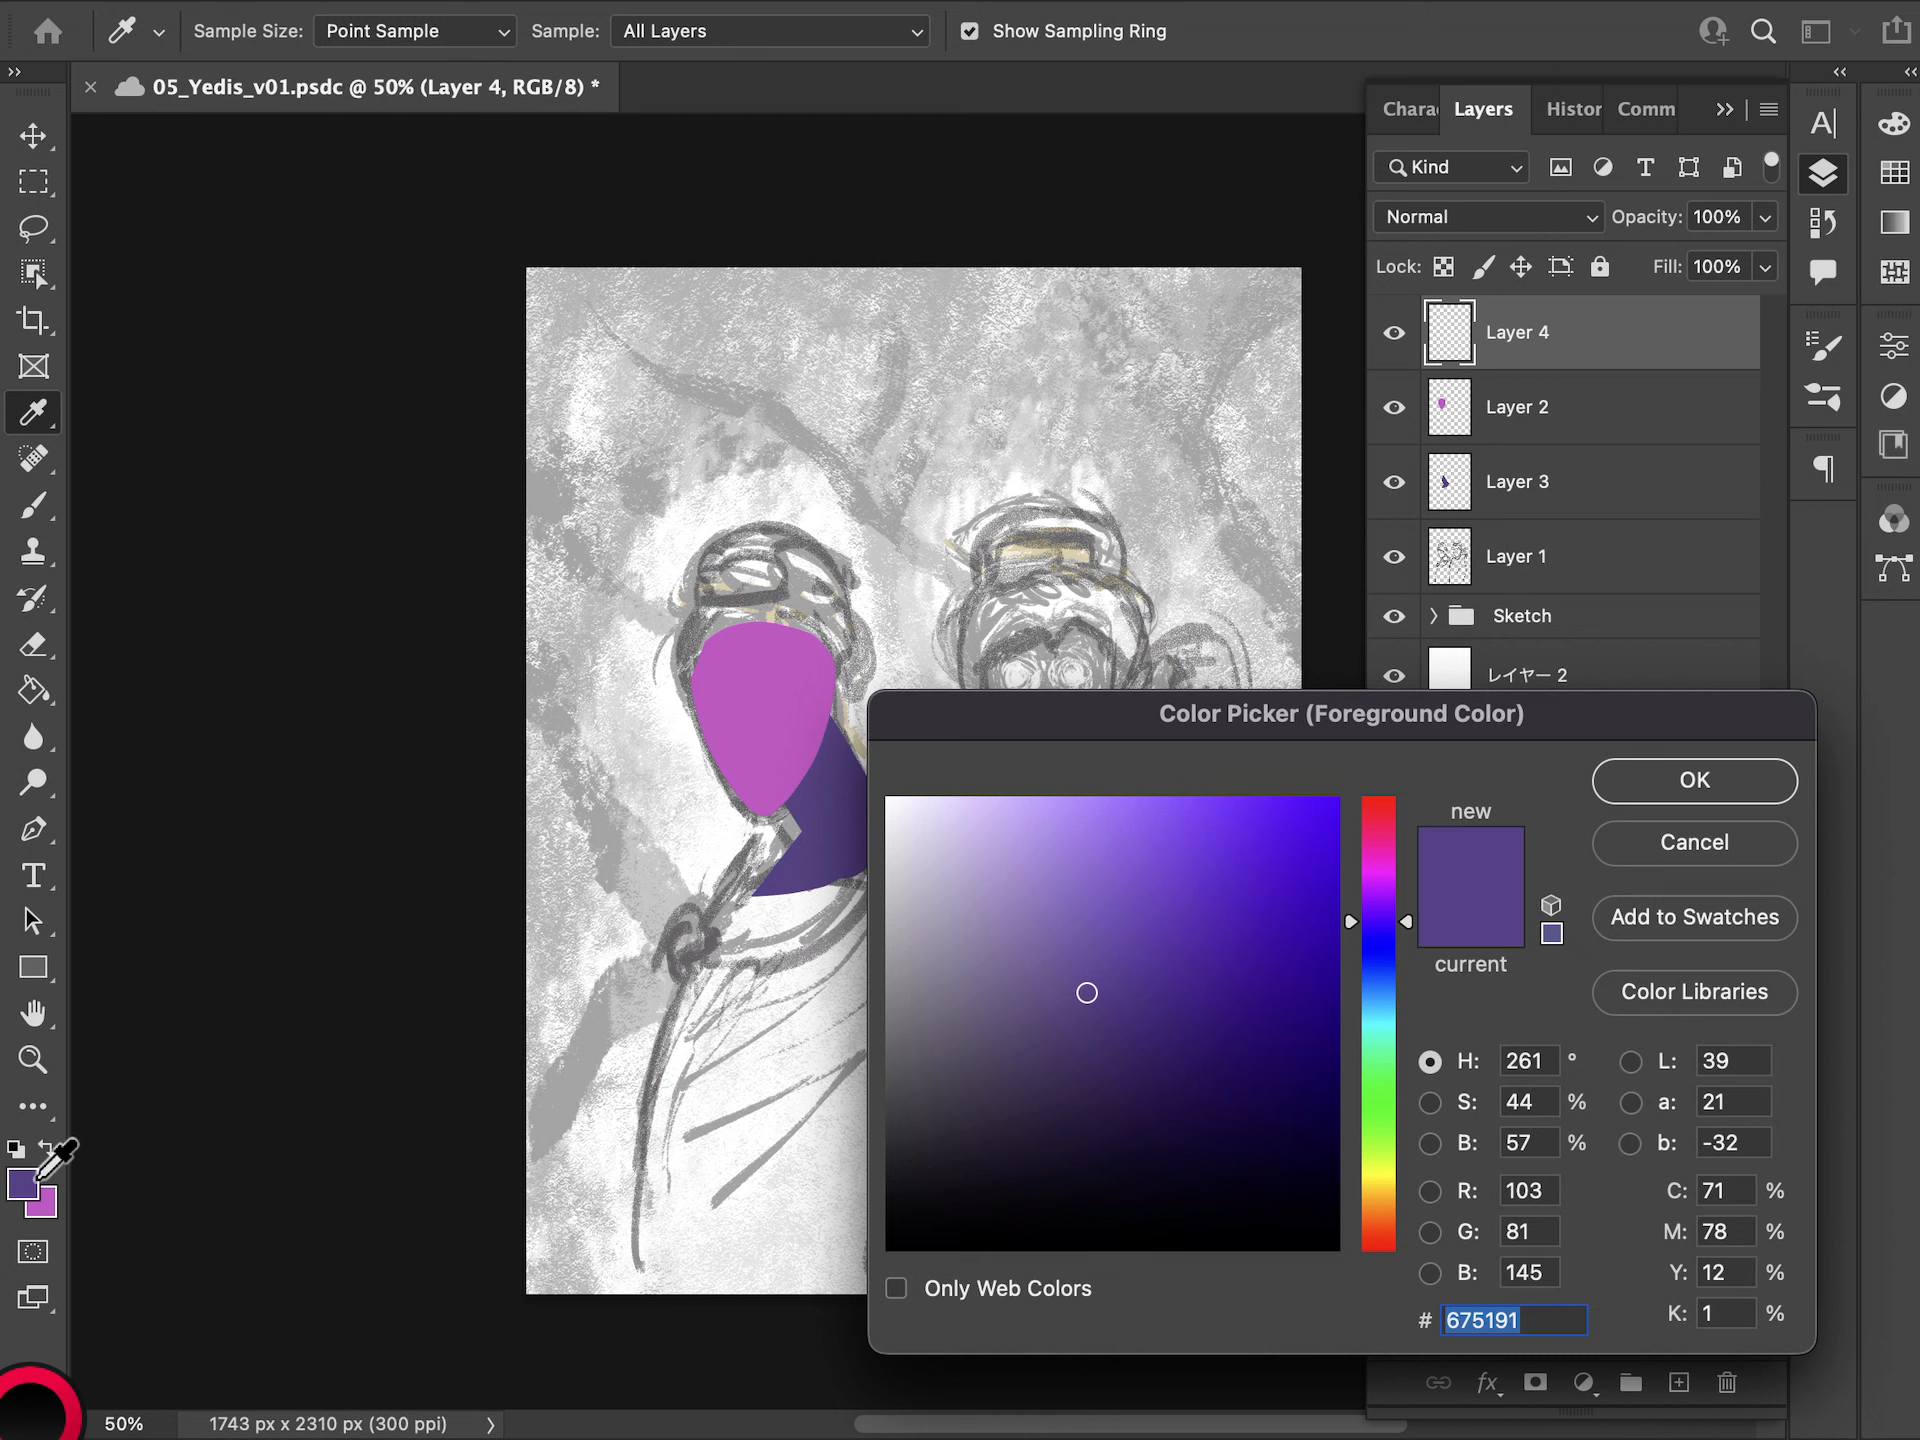 Sample Size: Point Sample Sample: All Layers Show Sampling Ring
05_Yedis_v01.psdc @ 50% (Layer 4, RGB/8) *
Chara Layers Histor Comm
Kind
Normal Opacity: 100%
Lock: Fill: 100%
Layer 4
Layer 2
Layer 3
Layer 1
Sketch
レイヤー 2
Color Picker (Foreground Color)
new
current
OK
Cancel
Add to Swatches
Color Libraries
H: 261 ° L: 39
S: 44 % a: 21
B: 57 % b: -32
R: 103 C: 71 %
G: 81 M: 78 %
B: 145 Y: 12 %
# 675191 K: 1 %
Only Web Colors
50% 1743 px x 2310 px (300 ppi)